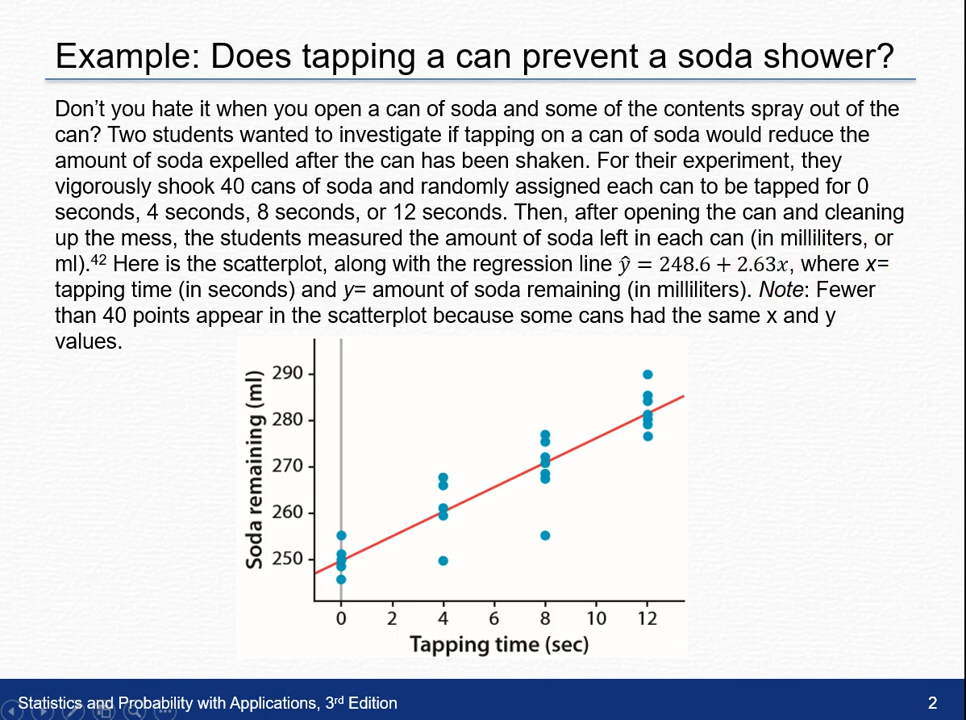 Example: Does tapping a can prevent a soda shower?
Don’t you hate it when you open a can of soda and some of the contents spray out of the
can? Two students wanted to investigate if tapping on a can of soda would reduce the
amount of soda expelled after the can has been shaken. For their experiment, they
vigorously shook 40 cans of soda and randomly assigned each can to be tapped for 0
seconds, 4 seconds, 8 seconds, or 12 seconds. Then, after opening the can and cleaning
up the mess, the students measured the amount of soda left in each can (in milliliters, or
ml).⁴² Here is the scatterplot, along with the regression line ŷ = 248.6 + 2.63x, where x=
tapping time (in seconds) and y= amount of soda remaining (in milliliters). Note: Fewer
than 40 points appear in the scatterplot because some cans had the same x and y
values.
Soda remaining (ml)
290
280
270
260
250
0 2 4 6 8 10 12
Tapping time (sec)
Statistics and Probability with Applications, 3rd Edition
2